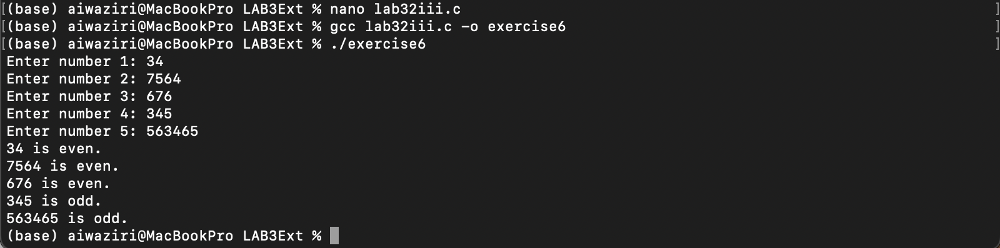 [(base) aiwaziri@MacBookPro LAB3Ext % nano lab32iii.c ]
[(base) aiwaziri@MacBookPro LAB3Ext % gcc lab32iii.c -o exercise6 ]
[(base) aiwaziri@MacBookPro LAB3Ext % ./exercise6 ]
Enter number 1: 34
Enter number 2: 7564
Enter number 3: 676
Enter number 4: 345
Enter number 5: 563465
34 is even.
7564 is even.
676 is even.
345 is odd.
563465 is odd.
(base) aiwaziri@MacBookPro LAB3Ext %